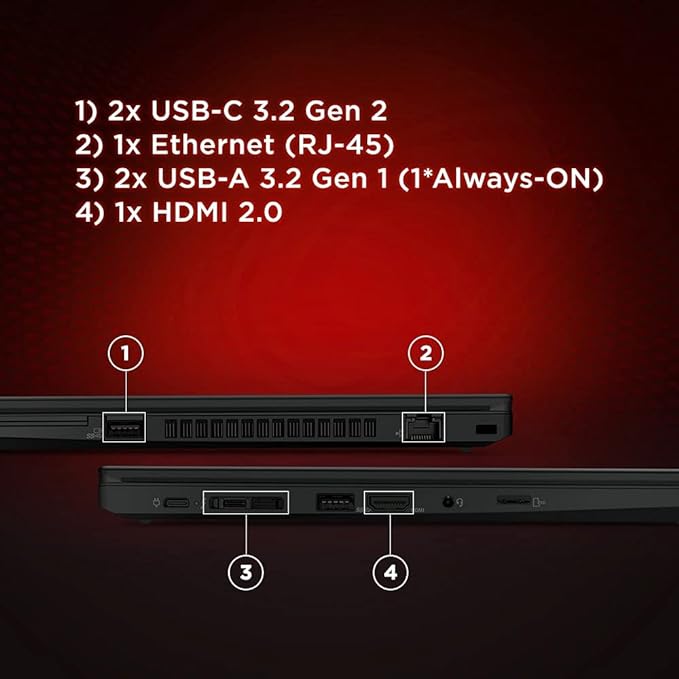 1) 2x USB-C 3.2 Gen 2
2) 1x Ethernet (RJ-45)
3) 2x USB-A 3.2 Gen 1 (1*Always-ON)
4) 1x HDMI 2.0
1
2
HDMI
3
4